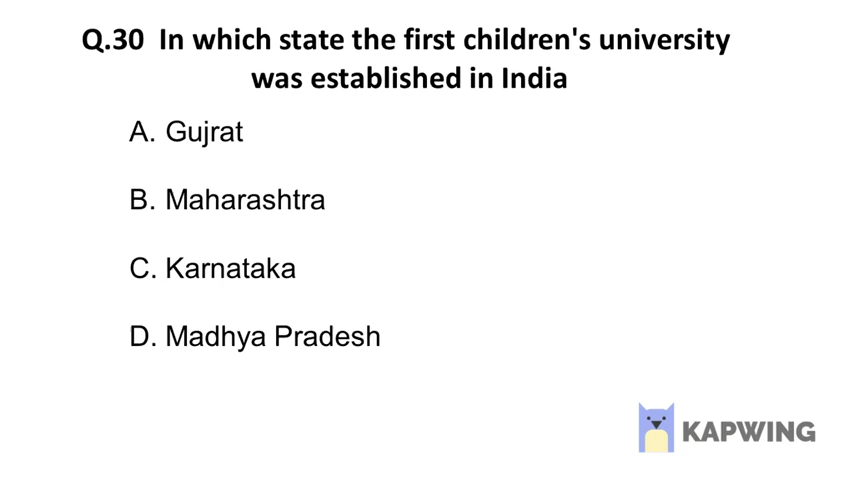 Q.30 In which state the first children's university
was established in India
A. Gujrat
B. Maharashtra
C. Karnataka
D. Madhya Pradesh
KAPWING